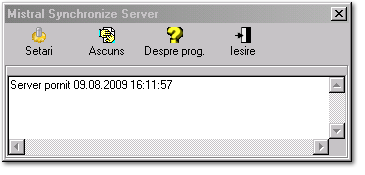 Mistral Synchronize Server
Setari Ascuns Despre prog. Iesire
Server pornit 09.08.2009 16:11:57